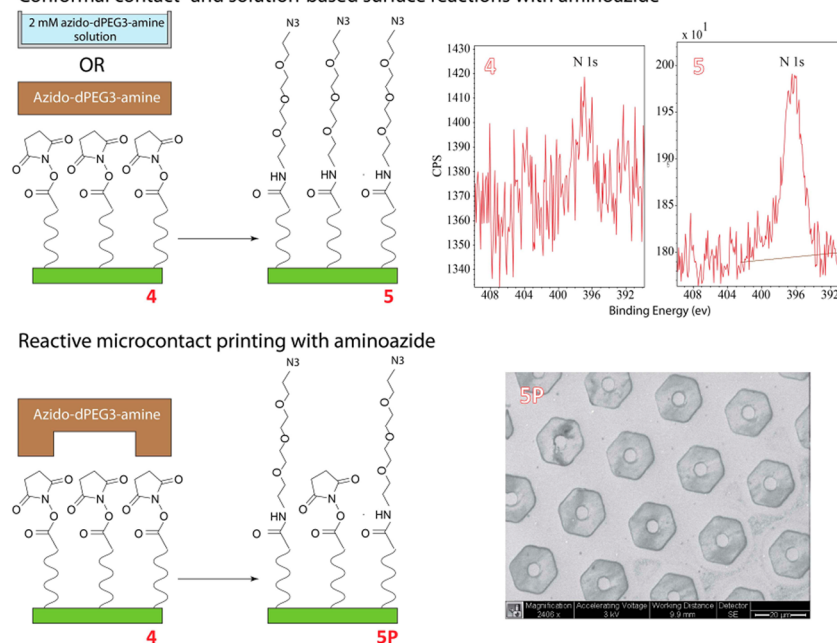 Conformal contact- and solution-based surface reactions with aminoazide
2 mM azido-dPEG3-amine
solution
OR
Azido-dPEG3-amine
O
N
O
O
O
O
N
O
O
O
O
N
O
O
O
4
N3
O
O
O
HN
O
N3
O
O
O
HN
O
N3
O
O
O
HN
O
5
4
N 1s
CPS
1430
1420
1410
1400
1390
1380
1370
1360
1350
1340
408
404
400
396
392
x 10¹
5
N 1s
200
195
190
185
180
408
404
400
396
392
Binding Energy (ev)
Reactive microcontact printing with aminoazide
Azido-dPEG3-amine
O
N
O
O
O
O
N
O
O
O
O
N
O
O
O
4
N3
O
O
O
HN
O
O
N
O
O
O
N3
O
O
O
HN
O
5P
5P
Magnification
2406 x
Accelerating Voltage
3 kV
Working Distance
9.9 mm
Detector
SE
20 µm